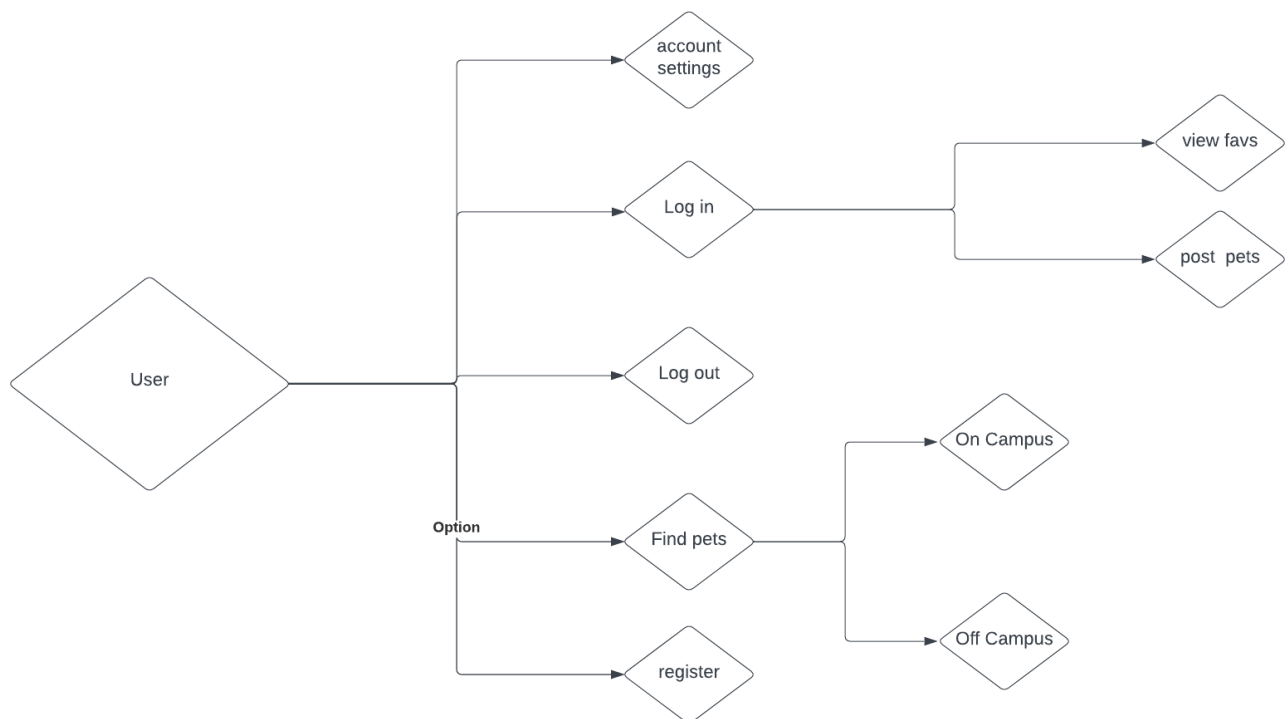 account
settings
view favs
Log in
post  pets
User
Log out
On Campus
Option
Find pets
Off Campus
register